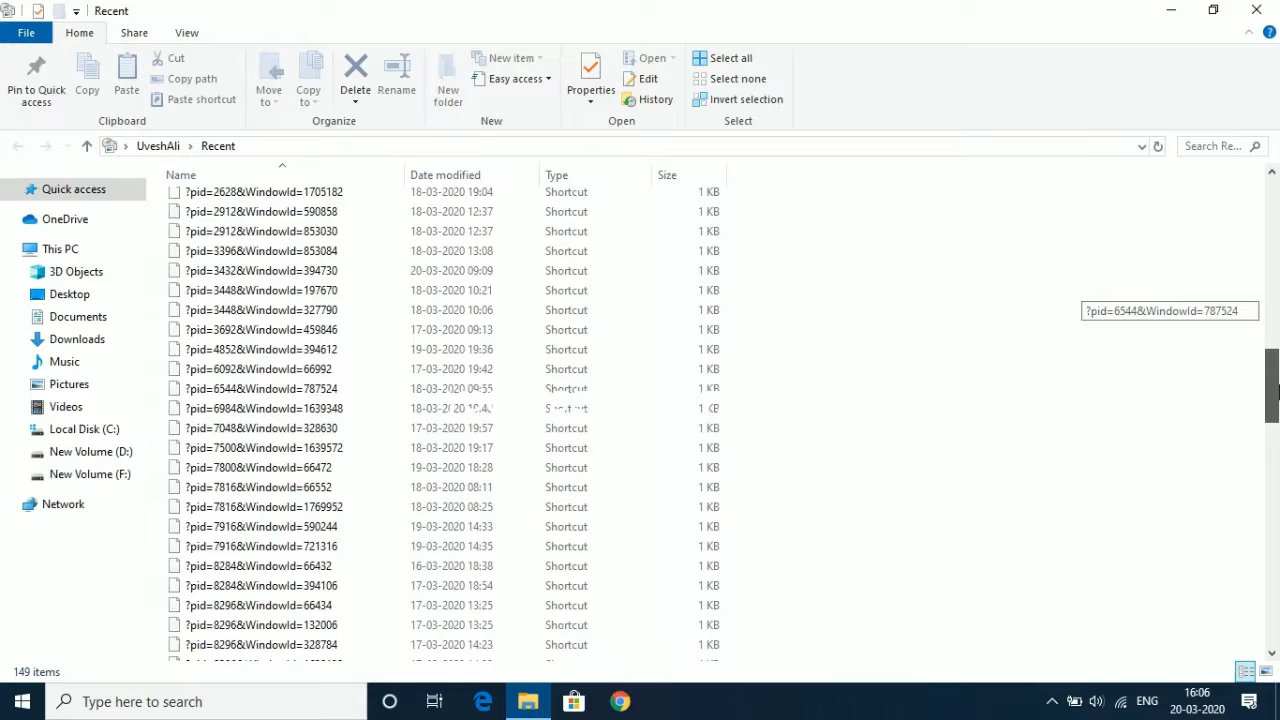 Recent
File Home Share View
Pin to Quick access
Copy
Paste
Cut
Copy path
Paste shortcut
Clipboard
Move to
Copy to
Delete
Rename
Organize
New folder
New item
Easy access
New
Properties
Open
Edit
History
Open
Select all
Select none
Invert selection
Select
UveshAli › Recent
Search Re...
Name Date modified Type Size
Quick access
OneDrive
This PC
3D Objects
Desktop
Documents
Downloads
Music
Pictures
Videos
Local Disk (C:)
New Volume (D:)
New Volume (F:)
Network
?pid=2628&WindowId=1705182 18-03-2020 19:04 Shortcut 1 KB
?pid=2912&WindowId=590858 18-03-2020 12:37 Shortcut 1 KB
?pid=2912&WindowId=853030 18-03-2020 12:37 Shortcut 1 KB
?pid=3396&WindowId=853084 18-03-2020 13:08 Shortcut 1 KB
?pid=3432&WindowId=394730 20-03-2020 09:09 Shortcut 1 KB
?pid=3448&WindowId=197670 18-03-2020 10:21 Shortcut 1 KB
?pid=3448&WindowId=327790 18-03-2020 10:06 Shortcut 1 KB
?pid=3692&WindowId=459846 17-03-2020 09:13 Shortcut 1 KB
?pid=4852&WindowId=394612 19-03-2020 19:36 Shortcut 1 KB
?pid=6092&WindowId=66992 17-03-2020 19:42 Shortcut 1 KB
?pid=6544&WindowId=787524 18-03-2020 09:55 Shortcut 1 KB
?pid=6984&WindowId=1639348 18-03-2020 1 KB
?pid=7048&WindowId=328630 17-03-2020 19:57 Shortcut 1 KB
?pid=7500&WindowId=1639572 18-03-2020 19:17 Shortcut 1 KB
?pid=7800&WindowId=66472 19-03-2020 18:28 Shortcut 1 KB
?pid=7816&WindowId=66552 18-03-2020 08:11 Shortcut 1 KB
?pid=7816&WindowId=1769952 18-03-2020 08:25 Shortcut 1 KB
?pid=7916&WindowId=590244 19-03-2020 14:33 Shortcut 1 KB
?pid=7916&WindowId=721316 19-03-2020 14:35 Shortcut 1 KB
?pid=8284&WindowId=66432 16-03-2020 18:38 Shortcut 1 KB
?pid=8284&WindowId=394106 17-03-2020 18:54 Shortcut 1 KB
?pid=8296&WindowId=66434 17-03-2020 13:25 Shortcut 1 KB
?pid=8296&WindowId=132006 17-03-2020 13:25 Shortcut 1 KB
?pid=8296&WindowId=328784 17-03-2020 14:23 Shortcut 1 KB
?pid=6544&WindowId=787524
149 items
Type here to search
ENG
16:06
20-03-2020